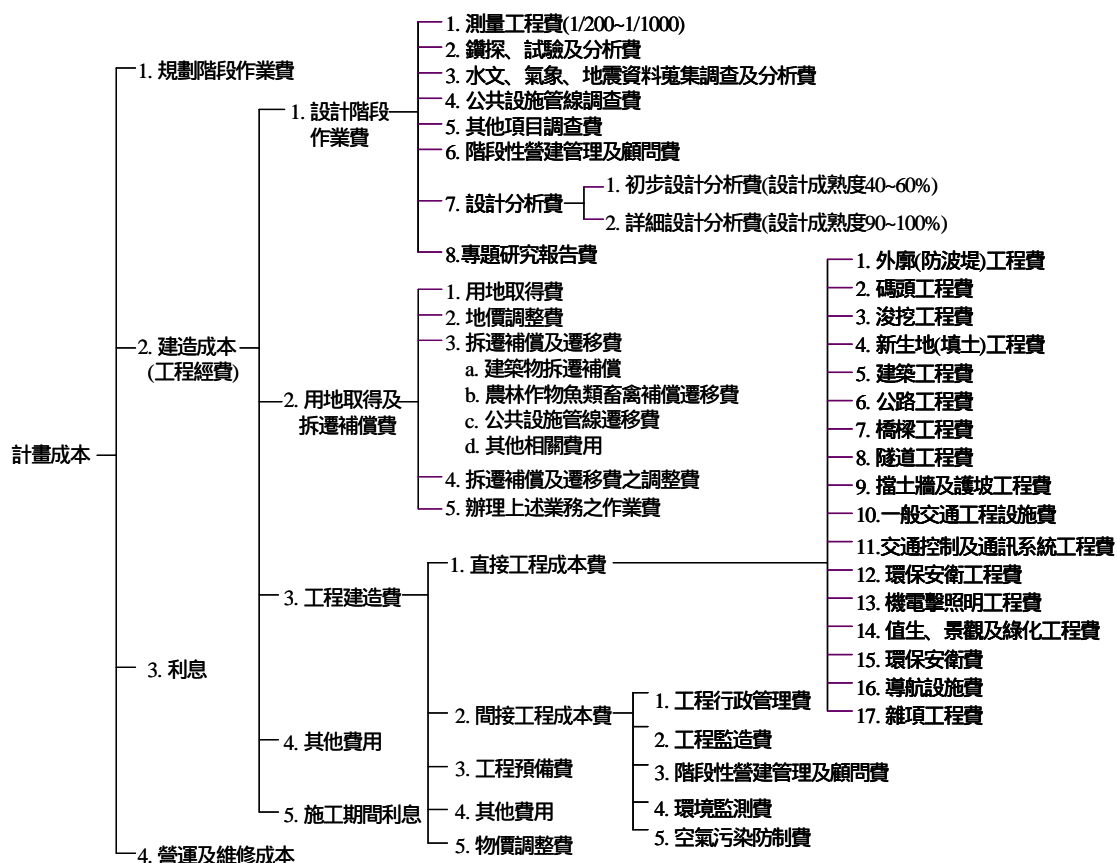 計畫成本
1. 規劃階段作業費
2. 建造成本
(工程經費)
1. 設計階段
作業費
1. 測量工程費(1/200~1/1000)
2. 鑽探、試驗及分析費
3. 水文、氣象、地震資料蒐集調查及分析費
4. 公共設施管線調查費
5. 其他項目調查費
6. 階段性營建管理及顧問費
7. 設計分析費
1. 初步設計分析費(設計成熟度40~60%)
2. 詳細設計分析費(設計成熟度90~100%)
8.專題研究報告費
2. 用地取得及
拆遷補償費
1. 用地取得費
2. 地價調整費
3. 拆遷補償及遷移費
a. 建築物拆遷補償
b. 農林作物魚類畜禽補償遷移費
c. 公共設施管線遷移費
d. 其他相關費用
4. 拆遷補償及遷移費之調整費
5. 辦理上述業務之作業費
3. 工程建造費
1. 直接工程成本費
1. 外廓(防波堤)工程費
2. 碼頭工程費
3. 浚挖工程費
4. 新生地(填土)工程費
5. 建築工程費
6. 公路工程費
7. 橋樑工程費
8. 隧道工程費
9. 擋土牆及護坡工程費
10.一般交通工程設施費
11.交通控制及通訊系統工程費
12. 環保安衛工程費
13. 機電擊照明工程費
14. 值生、景觀及綠化工程費
15. 環保安衛費
16. 導航設施費
17. 雜項工程費
2. 間接工程成本費
1. 工程行政管理費
2. 工程監造費
3. 階段性營建管理及顧問費
4. 環境監測費
5. 空氣污染防制費
3. 工程預備費
4. 其他費用
5. 物價調整費
4. 其他費用
5. 施工期間利息
3. 利息
4. 營運及維修成本